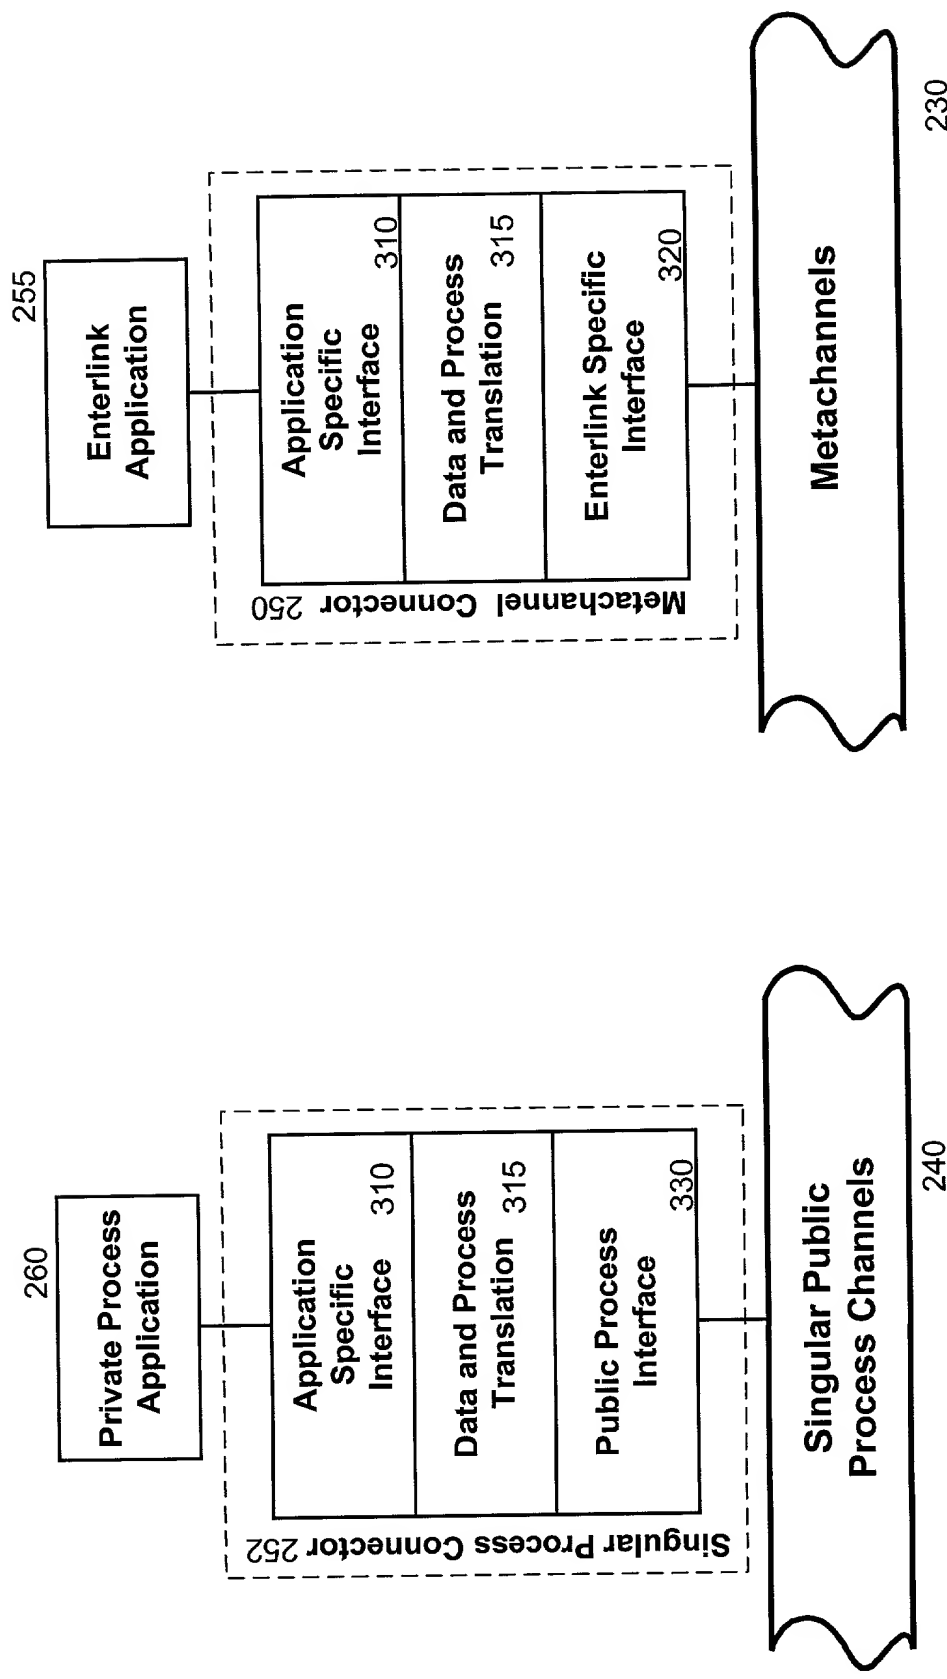 260
Private Process
Application
Application
Specific
Interface
310
Data and Process
Translation
315
Public Process
Interface
330
Singular Process Connector 252
Singular Public
Process Channels
240
255
Enterlink
Application
Application
Specific
Interface
310
Data and Process
Translation
315
Enterlink Specific
Interface
320
Metachannel Connector 250
Metachannels
230